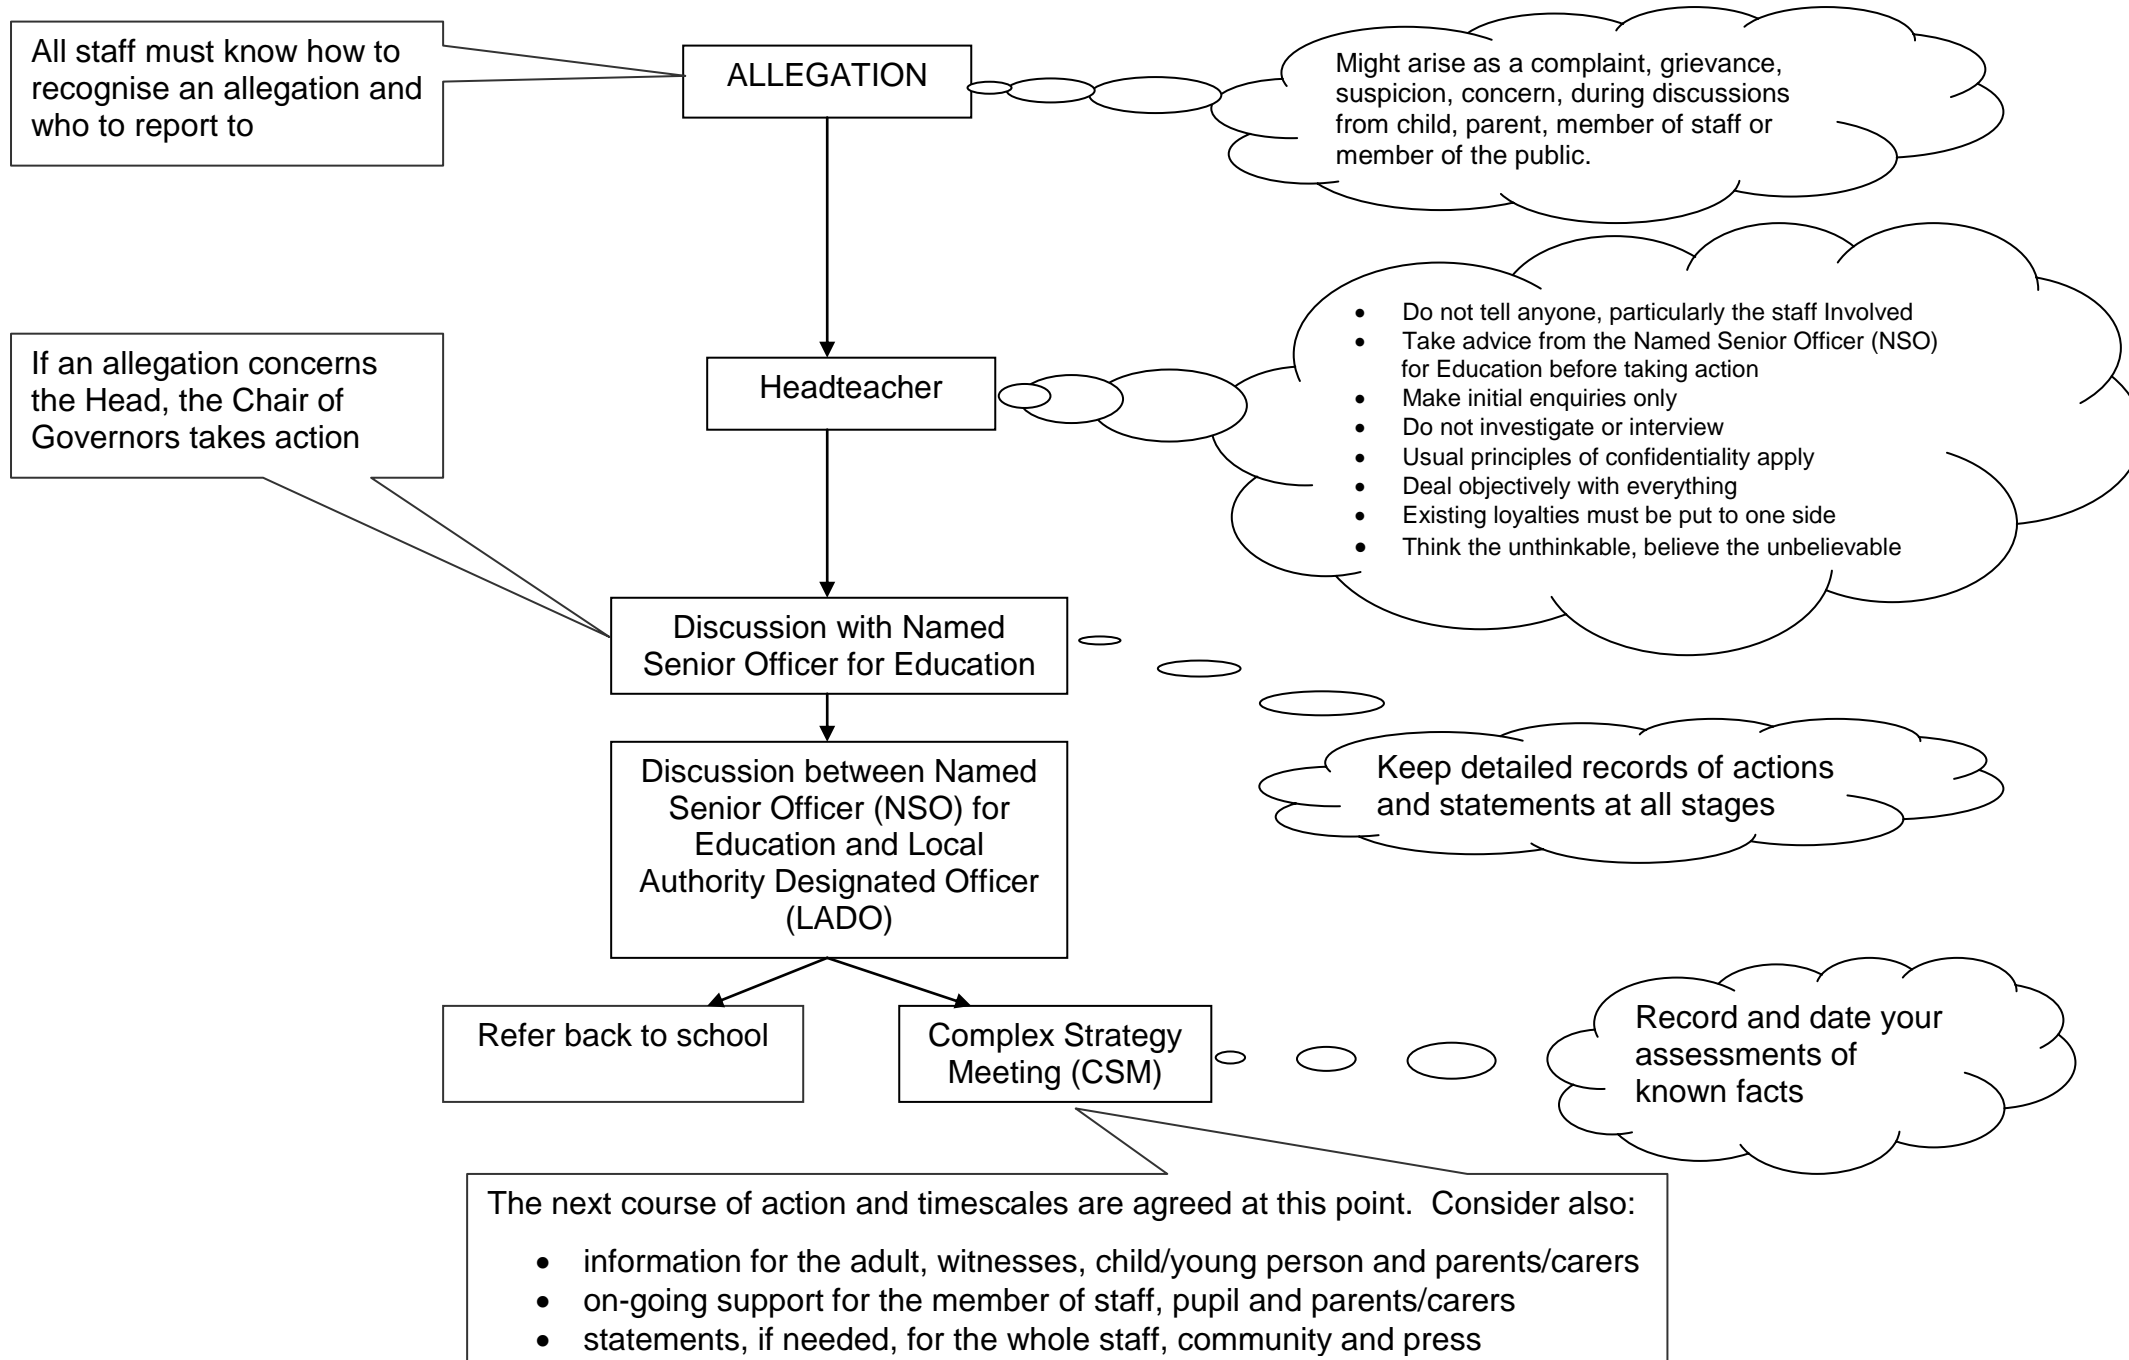 All staff must know how to
recognise an allegation and
who to report to
ALLEGATION
Might arise as a complaint, grievance,
suspicion, concern, during discussions
from child, parent, member of staff or
member of the public.
If an allegation concerns
the Head, the Chair of
Governors takes action
Headteacher
• Do not tell anyone, particularly the staff Involved
• Take advice from the Named Senior Officer (NSO)
for Education before taking action
• Make initial enquiries only
• Do not investigate or interview
• Usual principles of confidentiality apply
• Deal objectively with everything
• Existing loyalties must be put to one side
• Think the unthinkable, believe the unbelievable
Discussion with Named
Senior Officer for Education
Keep detailed records of actions
and statements at all stages
Discussion between Named
Senior Officer (NSO) for
Education and Local
Authority Designated Officer
(LADO)
Refer back to school
Complex Strategy
Meeting (CSM)
Record and date your
assessments of
known facts
The next course of action and timescales are agreed at this point.  Consider also:
• information for the adult, witnesses, child/young person and parents/carers
• on-going support for the member of staff, pupil and parents/carers
• statements, if needed, for the whole staff, community and press